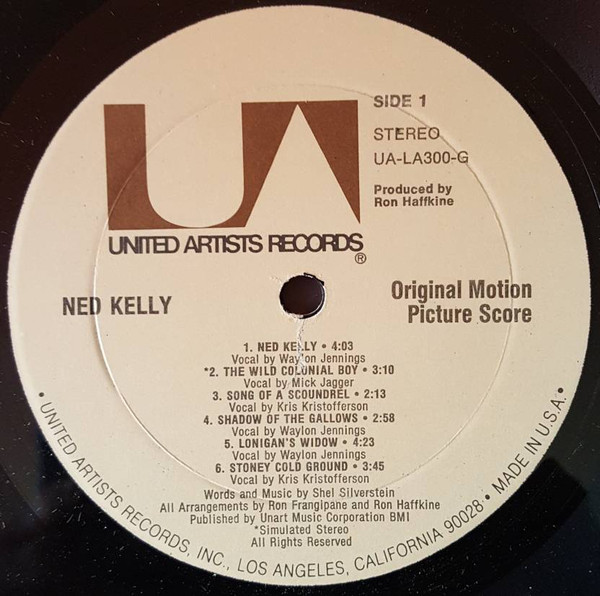 UA
SIDE 1
STEREO
UA-LA300-G
Produced by
Ron Haffkine
UNITED ARTISTS RECORDS
®
NED KELLY
Original Motion
Picture Score
1. NED KELLY • 4:03
Vocal by Waylon Jennings
*2. THE WILD COLONIAL BOY • 3:10
Vocal by Mick Jagger
3. SONG OF A SCOUNDREL • 2:13
Vocal by Kris Kristofferson
4. SHADOW OF THE GALLOWS • 2:58
Vocal by Waylon Jennings
5. LONIGAN'S WIDOW • 4:23
Vocal by Waylon Jennings
6. STONEY COLD GROUND • 3:45
Vocal by Kris Kristofferson
Words and Music by Shel Silverstein
All Arrangements by Ron Frangipane and Ron Haffkine
Published by Unart Music Corporation BMI
*Simulated Stereo
All Rights Reserved
• UNITED ARTISTS RECORDS, INC., LOS ANGELES, CALIFORNIA 90028 • MADE IN U.S.A. •